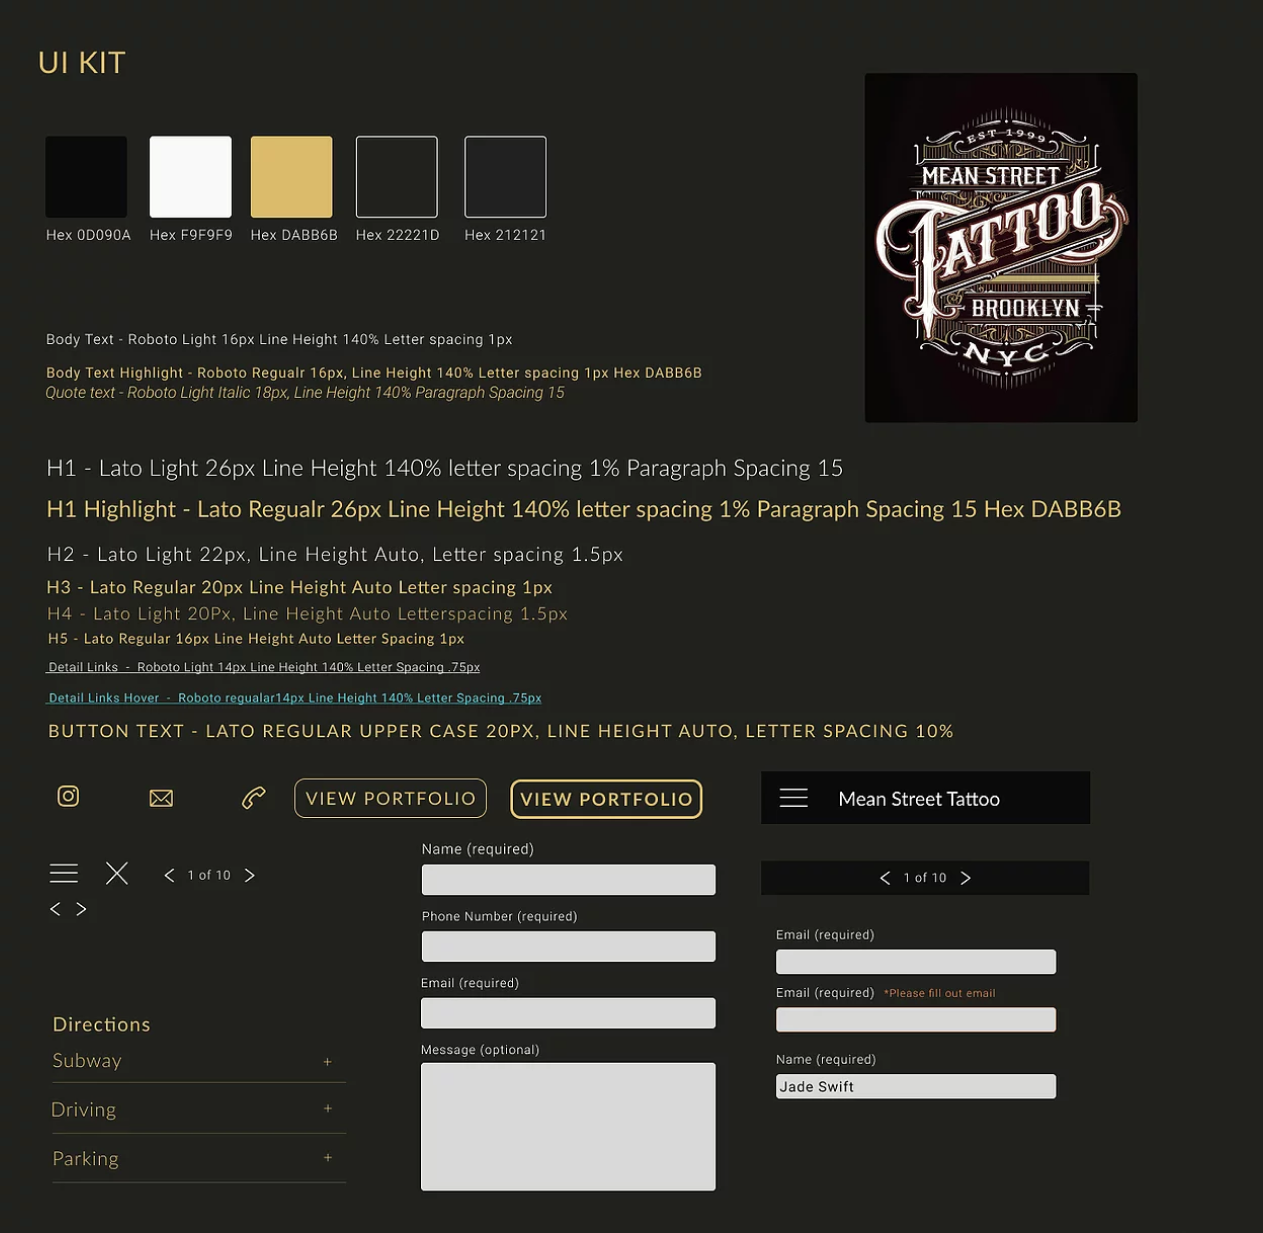 UI KIT
Hex 0D090A
Hex F9F9F9
Hex DABB6B
Hex 22221D
Hex 212121
EST 1999
MEAN STREET
TATTOO
BROOKLYN
NYC
Body Text - Roboto Light 16px Line Height 140% Letter spacing 1px
Body Text Highlight - Roboto Regualr 16px, Line Height 140% Letter spacing 1px Hex DABB6B
Quote text - Roboto Light Italic 18px, Line Height 140% Paragraph Spacing 15
H1 - Lato Light 26px Line Height 140% letter spacing 1% Paragraph Spacing 15
H1 Highlight - Lato Regualr 26px Line Height 140% letter spacing 1% Paragraph Spacing 15 Hex DABB6B
H2 - Lato Light 22px, Line Height Auto, Letter spacing 1.5px
H3 - Lato Regular 20px Line Height Auto Letter spacing 1px
H4 - Lato Light 20Px, Line Height Auto Letterspacing 1.5px
H5 - Lato Regular 16px Line Height Auto Letter Spacing 1px
Detail Links - Roboto Light 14px Line Height 140% Letter Spacing .75px
Detail Links Hover - Roboto regualar14px Line Height 140% Letter Spacing .75px
BUTTON TEXT - LATO REGULAR UPPER CASE 20PX, LINE HEIGHT AUTO, LETTER SPACING 10%
VIEW PORTFOLIO
VIEW PORTFOLIO
Mean Street Tattoo
< 1 of 10 >
< >
Directions
Subway +
Driving +
Parking +
Name (required)
Phone Number (required)
Email (required)
Message (optional)
< 1 of 10 >
Email (required)
Email (required) *Please fill out email
Name (required)
Jade Swift